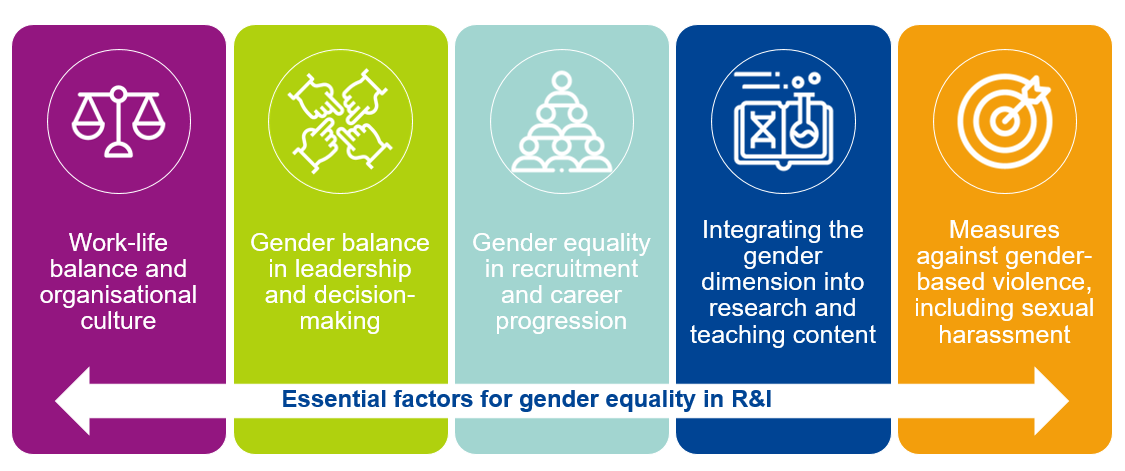 Work-life
balance and
organisational
culture
Gender balance
in leadership
and decision-
making
Gender equality
in recruitment
and career
progression
Integrating the
gender
dimension into
research and
teaching content
Measures
against gender-
based violence,
including sexual
harassment
Essential factors for gender equality in R&I